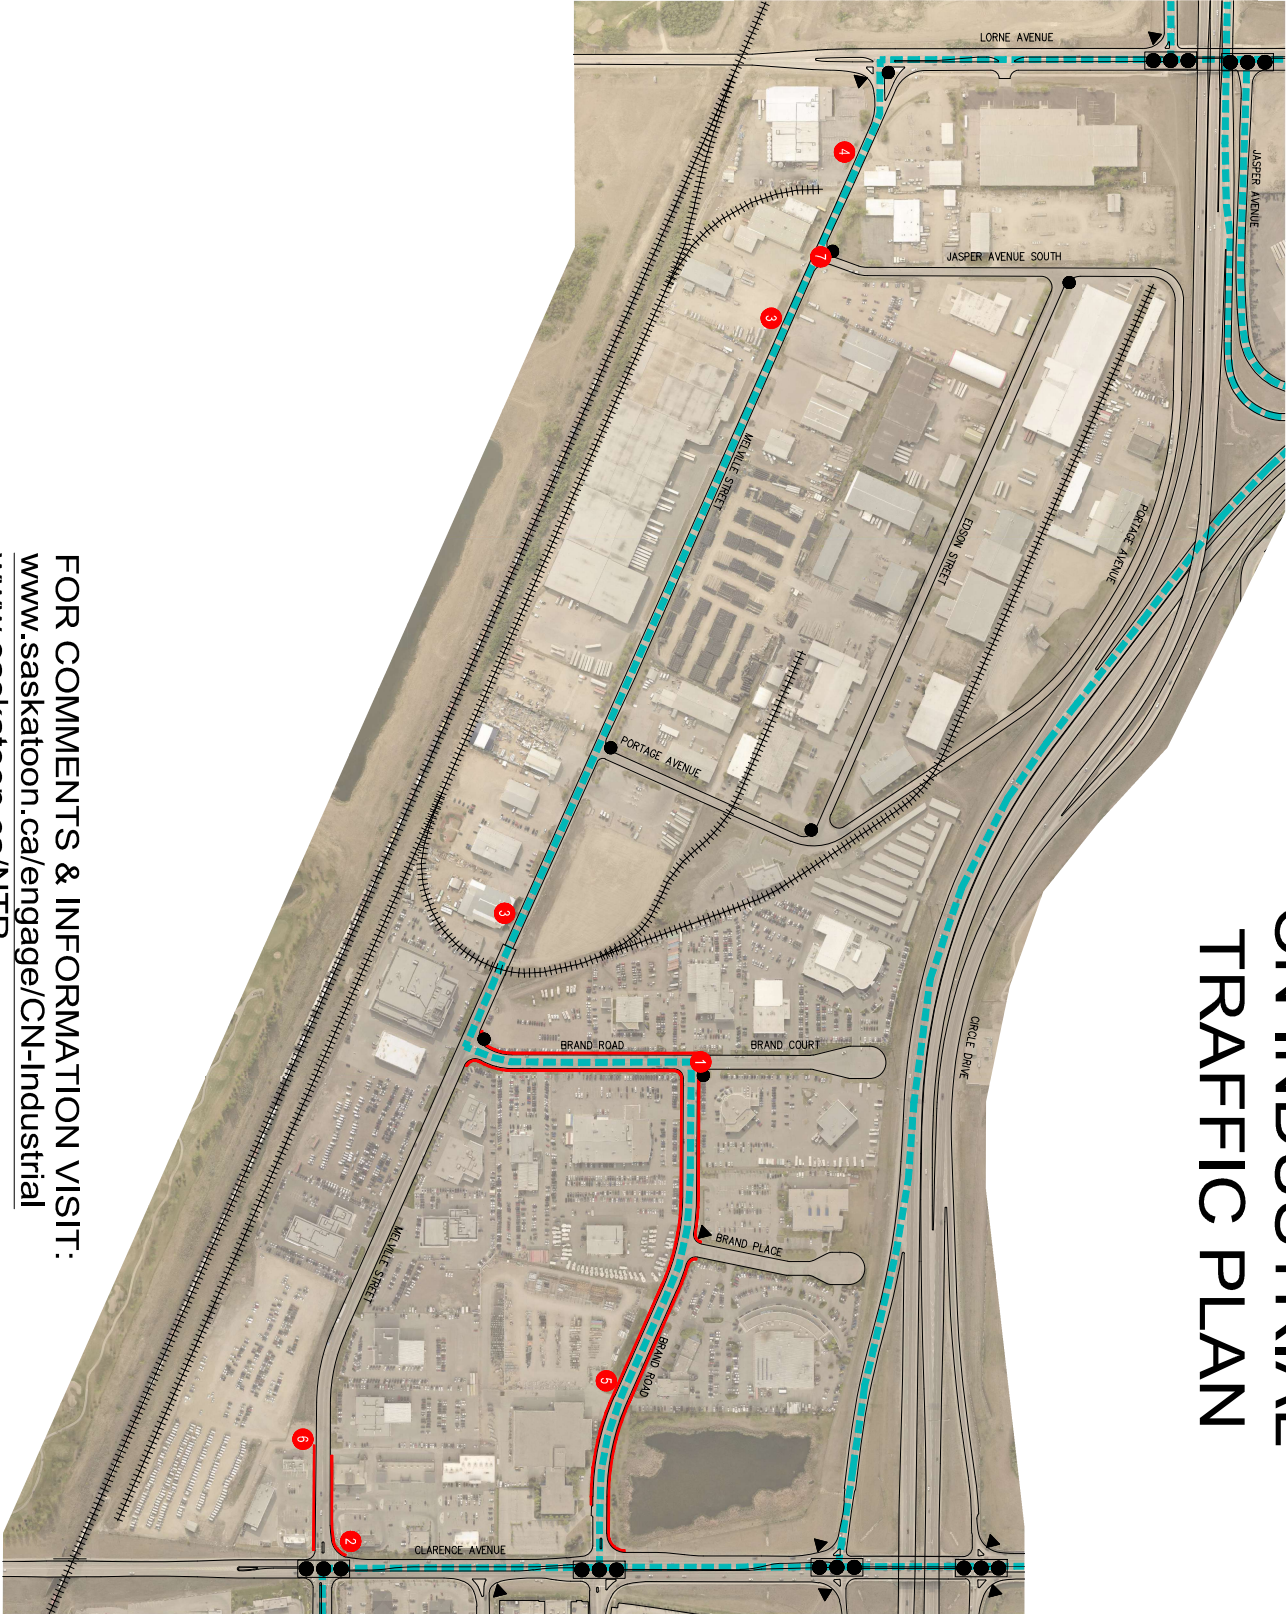 TRAFFIC PLAN
LORNE AVENUE
JASPER AVENUE
4
JASPER AVENUE SOUTH
7
3
MELVILLE STREET
EDSON STREET
PORTAGE AVENUE
PORTAGE AVENUE
3
CIRCLE DRIVE
BRAND ROAD
1
BRAND COURT
BRAND PLACE
MELVILLE STREET
BRAND ROAD
5
6
2
CLARENCE AVENUE
FOR COMMENTS & INFORMATION VISIT:
www.saskatoon.ca/engage/CN-Industrial